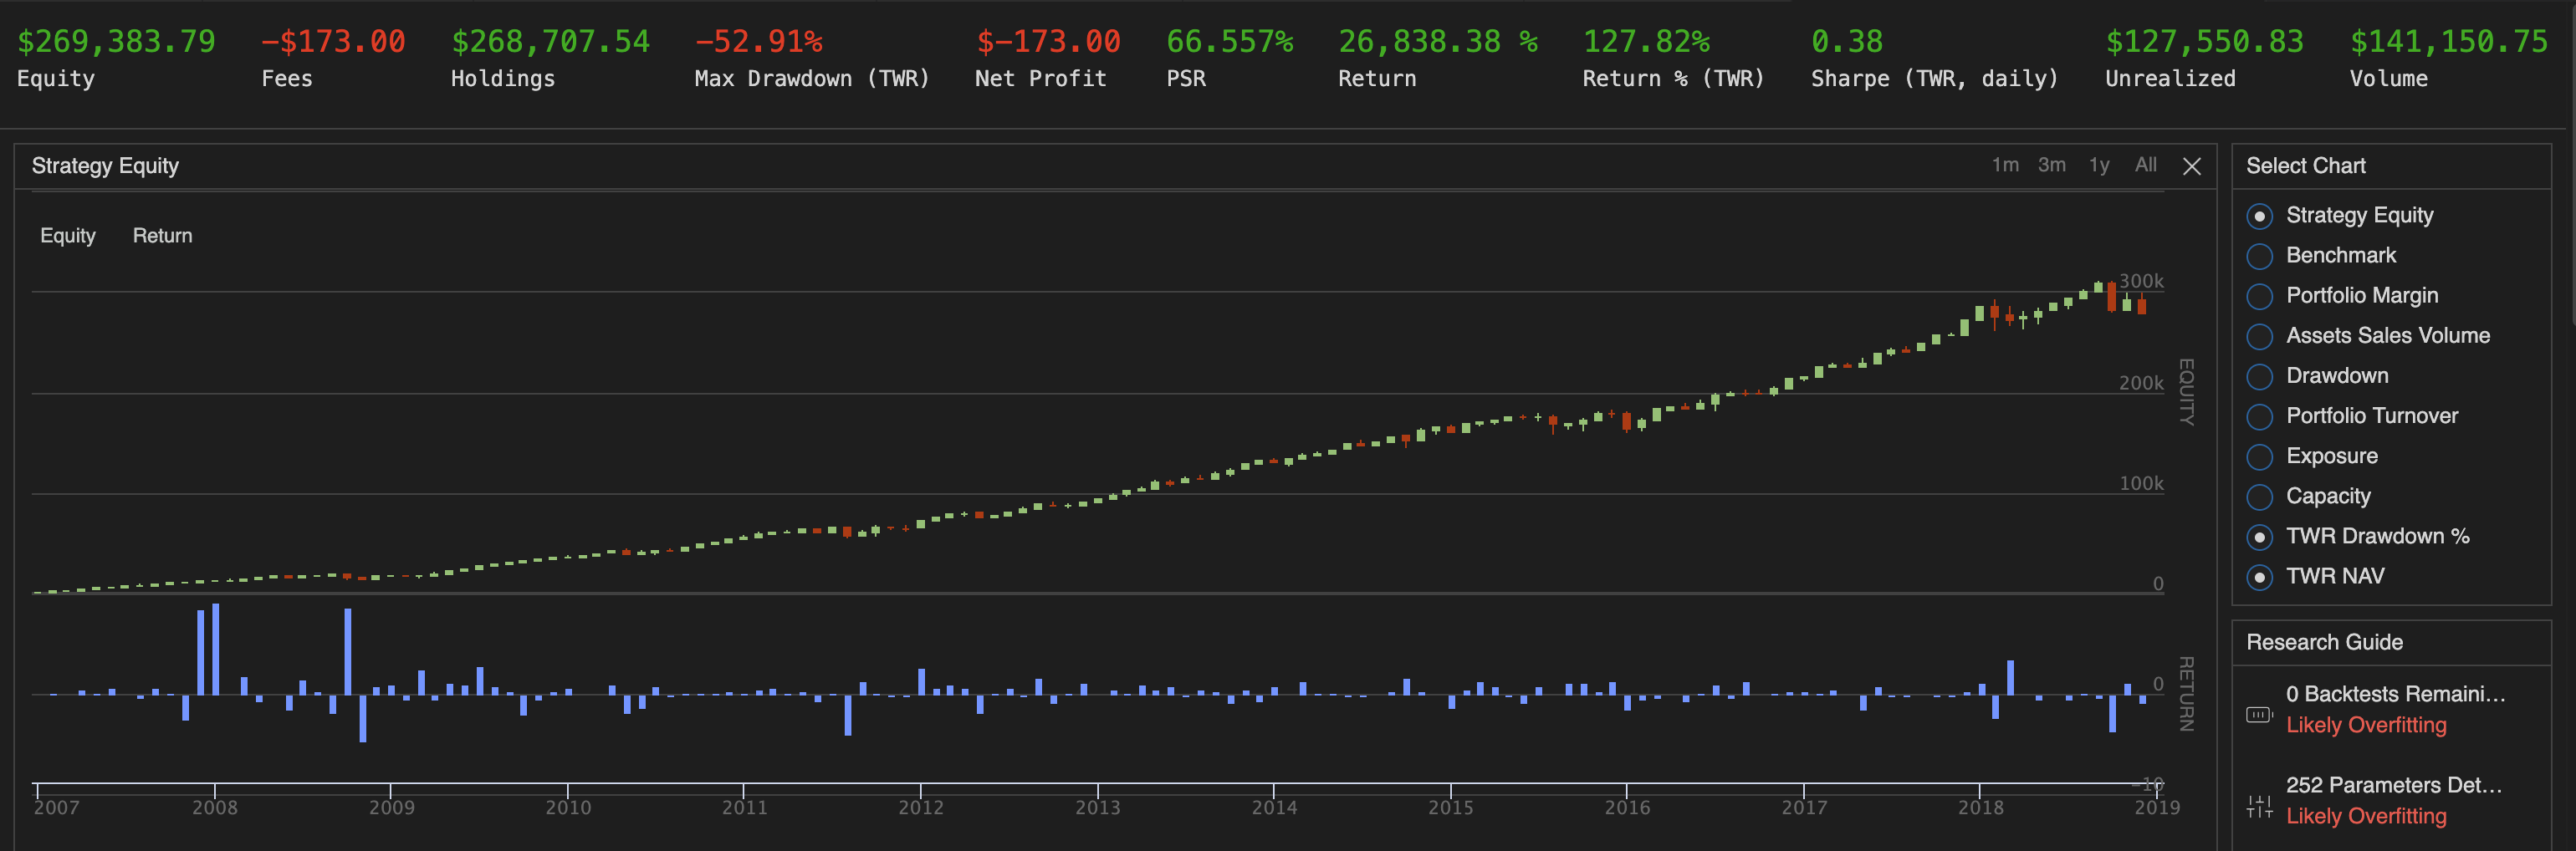 $269,383.79 −$173.00 $268,707.54 −52.91% $−173.00 66.557% 26,838.38 % 127.82% 0.38 $127,550.83 $141,150.75
Equity Fees Holdings Max Drawdown (TWR) Net Profit PSR Return Return % (TWR) Sharpe (TWR, daily) Unrealized Volume
Strategy Equity 1m 3m 1y All
Equity Return
300k
200k
100k
0
EQUITY
0
RETURN
−10
2007 2008 2009 2010 2011 2012 2013 2014 2015 2016 2017 2018 2019
Select Chart
Strategy Equity
Benchmark
Portfolio Margin
Assets Sales Volume
Drawdown
Portfolio Turnover
Exposure
Capacity
TWR Drawdown %
TWR NAV
Research Guide
0 Backtests Remaini...
Likely Overfitting
252 Parameters Det...
Likely Overfitting